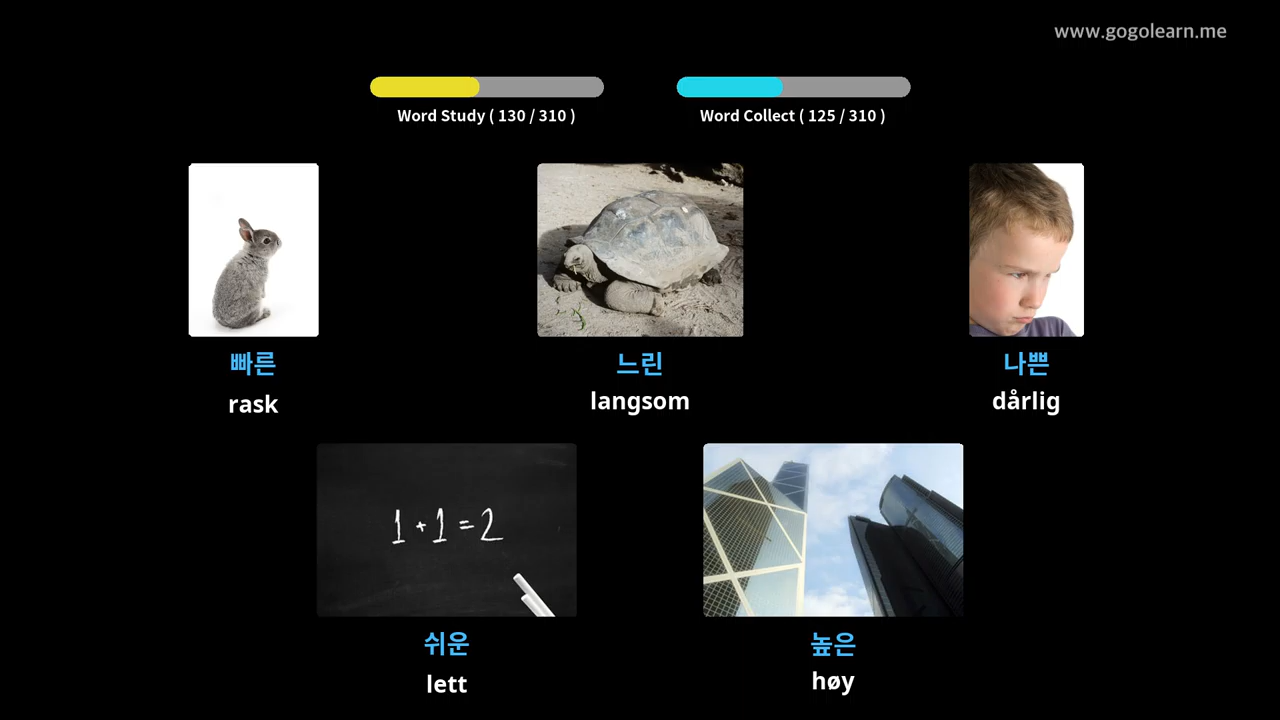 www.gogolearn.me
Word Study ( 130 / 310 )
Word Collect ( 125 / 310 )
빠른
rask
느린
langsom
나쁜
dårlig
1 + 1 = 2
쉬운
lett
높은
høy